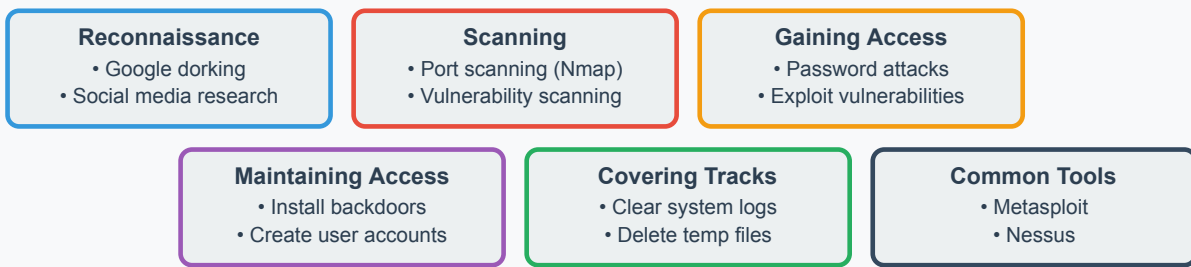 Reconnaissance
• Google dorking
• Social media research
Scanning
• Port scanning (Nmap)
• Vulnerability scanning
Gaining Access
• Password attacks
• Exploit vulnerabilities
Maintaining Access
• Install backdoors
• Create user accounts
Covering Tracks
• Clear system logs
• Delete temp files
Common Tools
• Metasploit
• Nessus